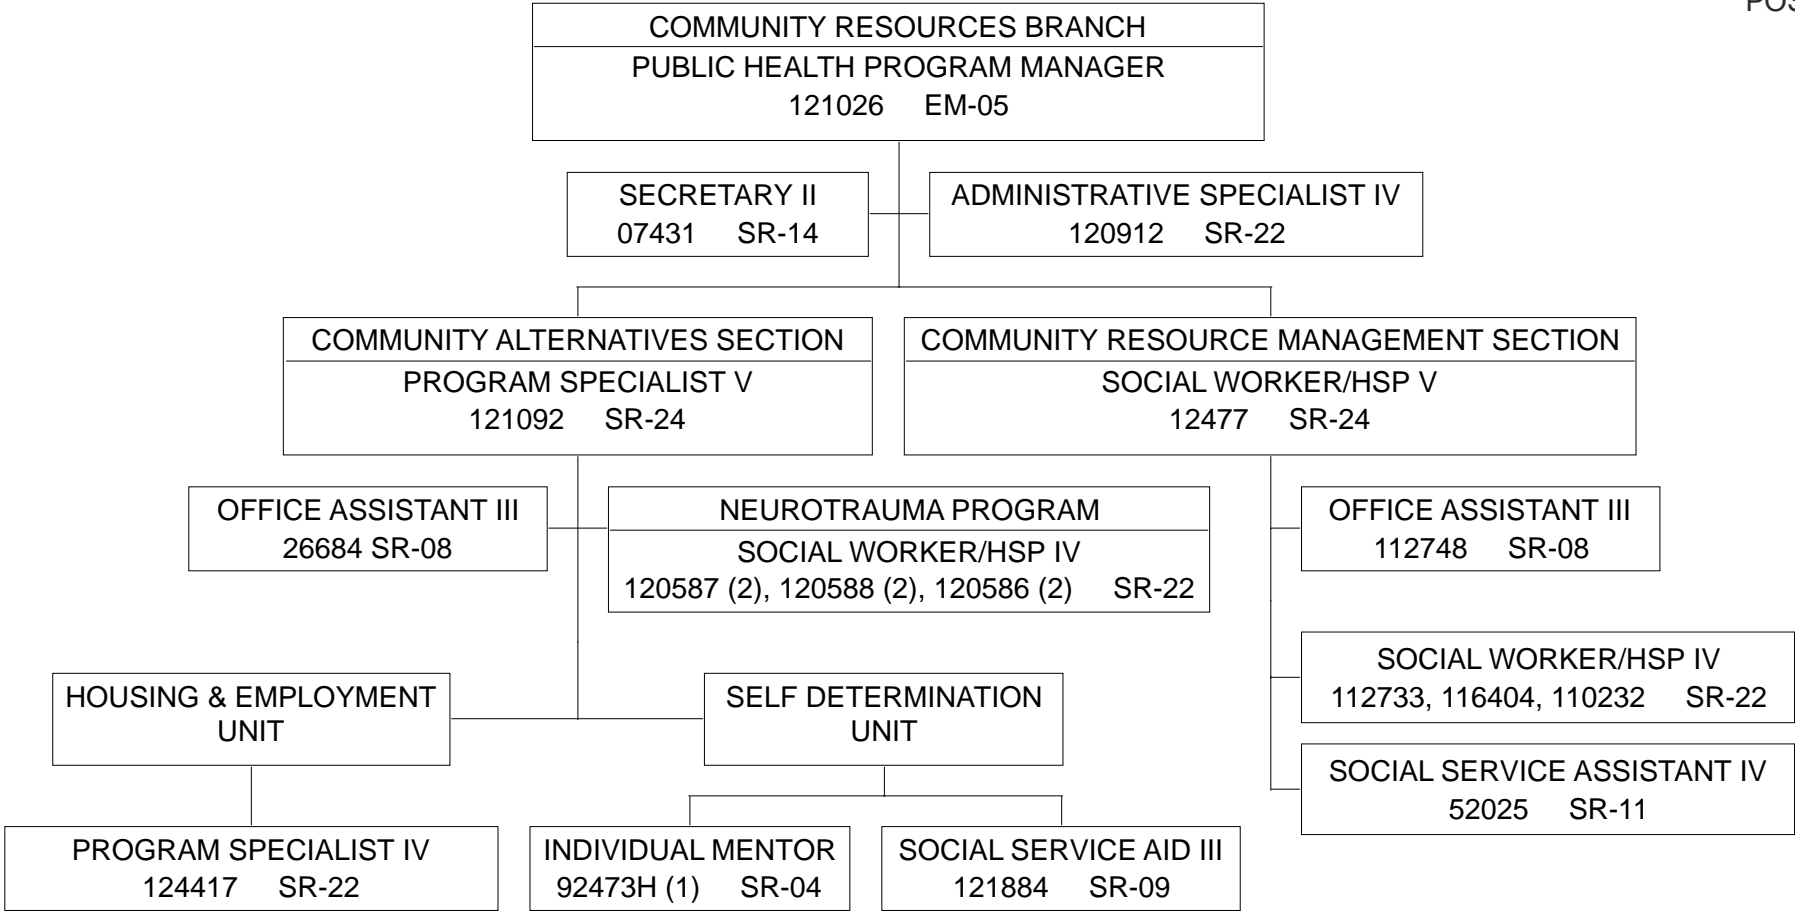 COMMUNITY RESOURCES BRANCH
PUBLIC HEALTH PROGRAM MANAGER
121026 EM-05
SECRETARY II
07431 SR-14
ADMINISTRATIVE SPECIALIST IV
120912 SR-22
COMMUNITY ALTERNATIVES SECTION
PROGRAM SPECIALIST V
121092 SR-24
COMMUNITY RESOURCE MANAGEMENT SECTION
SOCIAL WORKER/HSP V
12477 SR-24
OFFICE ASSISTANT III
26684 SR-08
NEUROTRAUMA PROGRAM
SOCIAL WORKER/HSP IV
120587 (2), 120588 (2), 120586 (2) SR-22
OFFICE ASSISTANT III
112748 SR-08
SOCIAL WORKER/HSP IV
112733, 116404, 110232 SR-22
SOCIAL SERVICE ASSISTANT IV
52025 SR-11
HOUSING & EMPLOYMENT
UNIT
SELF DETERMINATION
UNIT
PROGRAM SPECIALIST IV
124417 SR-22
INDIVIDUAL MENTOR
92473H (1) SR-04
SOCIAL SERVICE AID III
121884 SR-09